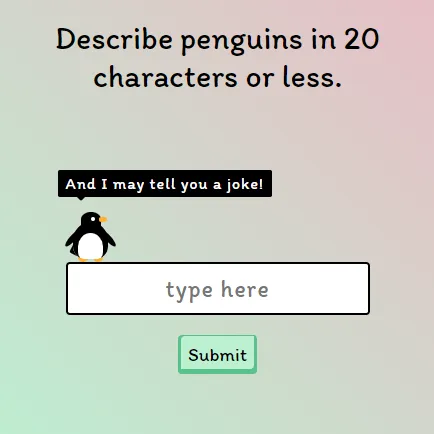 Describe penguins in 20
characters or less.
And I may tell you a joke!
type here
Submit